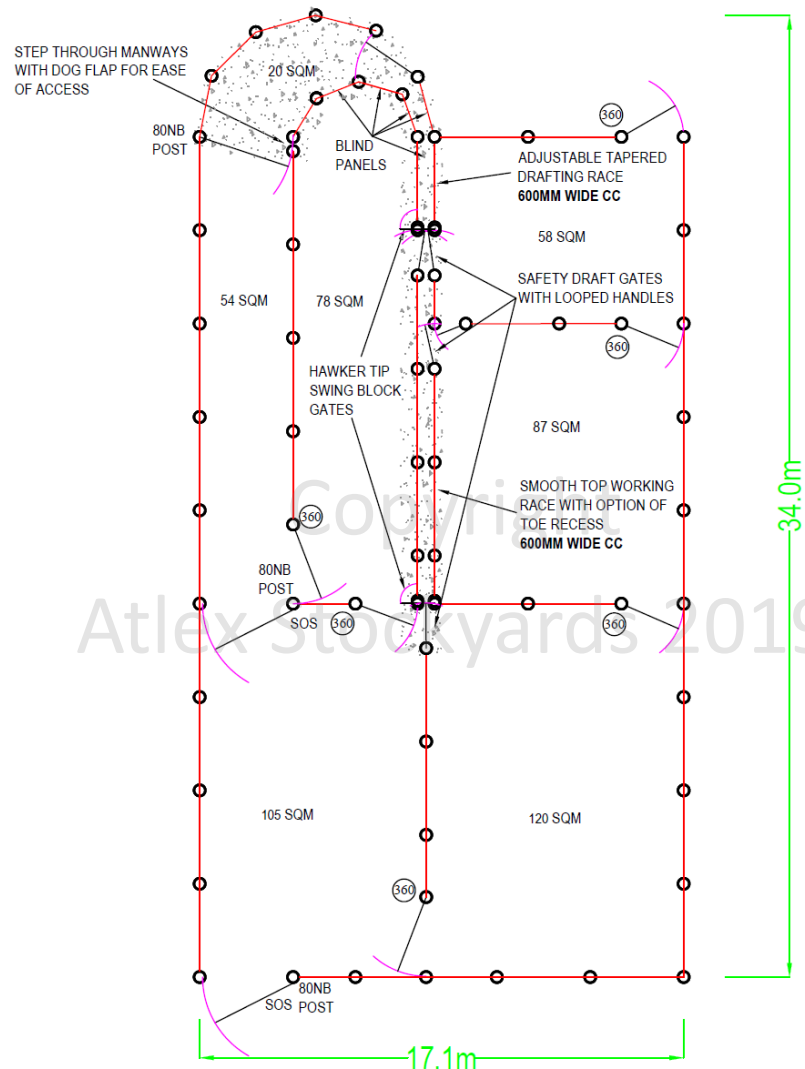 STEP THROUGH MANWAYS
WITH DOG FLAP FOR EASE
OF ACCESS
20 SQM
80NB
POST
BLIND
PANELS
360
ADJUSTABLE TAPERED
DRAFTING RACE
600MM WIDE CC
58 SQM
SAFETY DRAFT GATES
WITH LOOPED HANDLES
54 SQM
78 SQM
360
HAWKER TIP
SWING BLOCK
GATES
87 SQM
SMOOTH TOP WORKING
RACE WITH OPTION OF
TOE RECESS
600MM WIDE CC
Copyright
360
34.0m
80NB
POST
SOS
360
360
Atlex Stockyards 2019
105 SQM
120 SQM
360
SOS
80NB
POST
17.1m